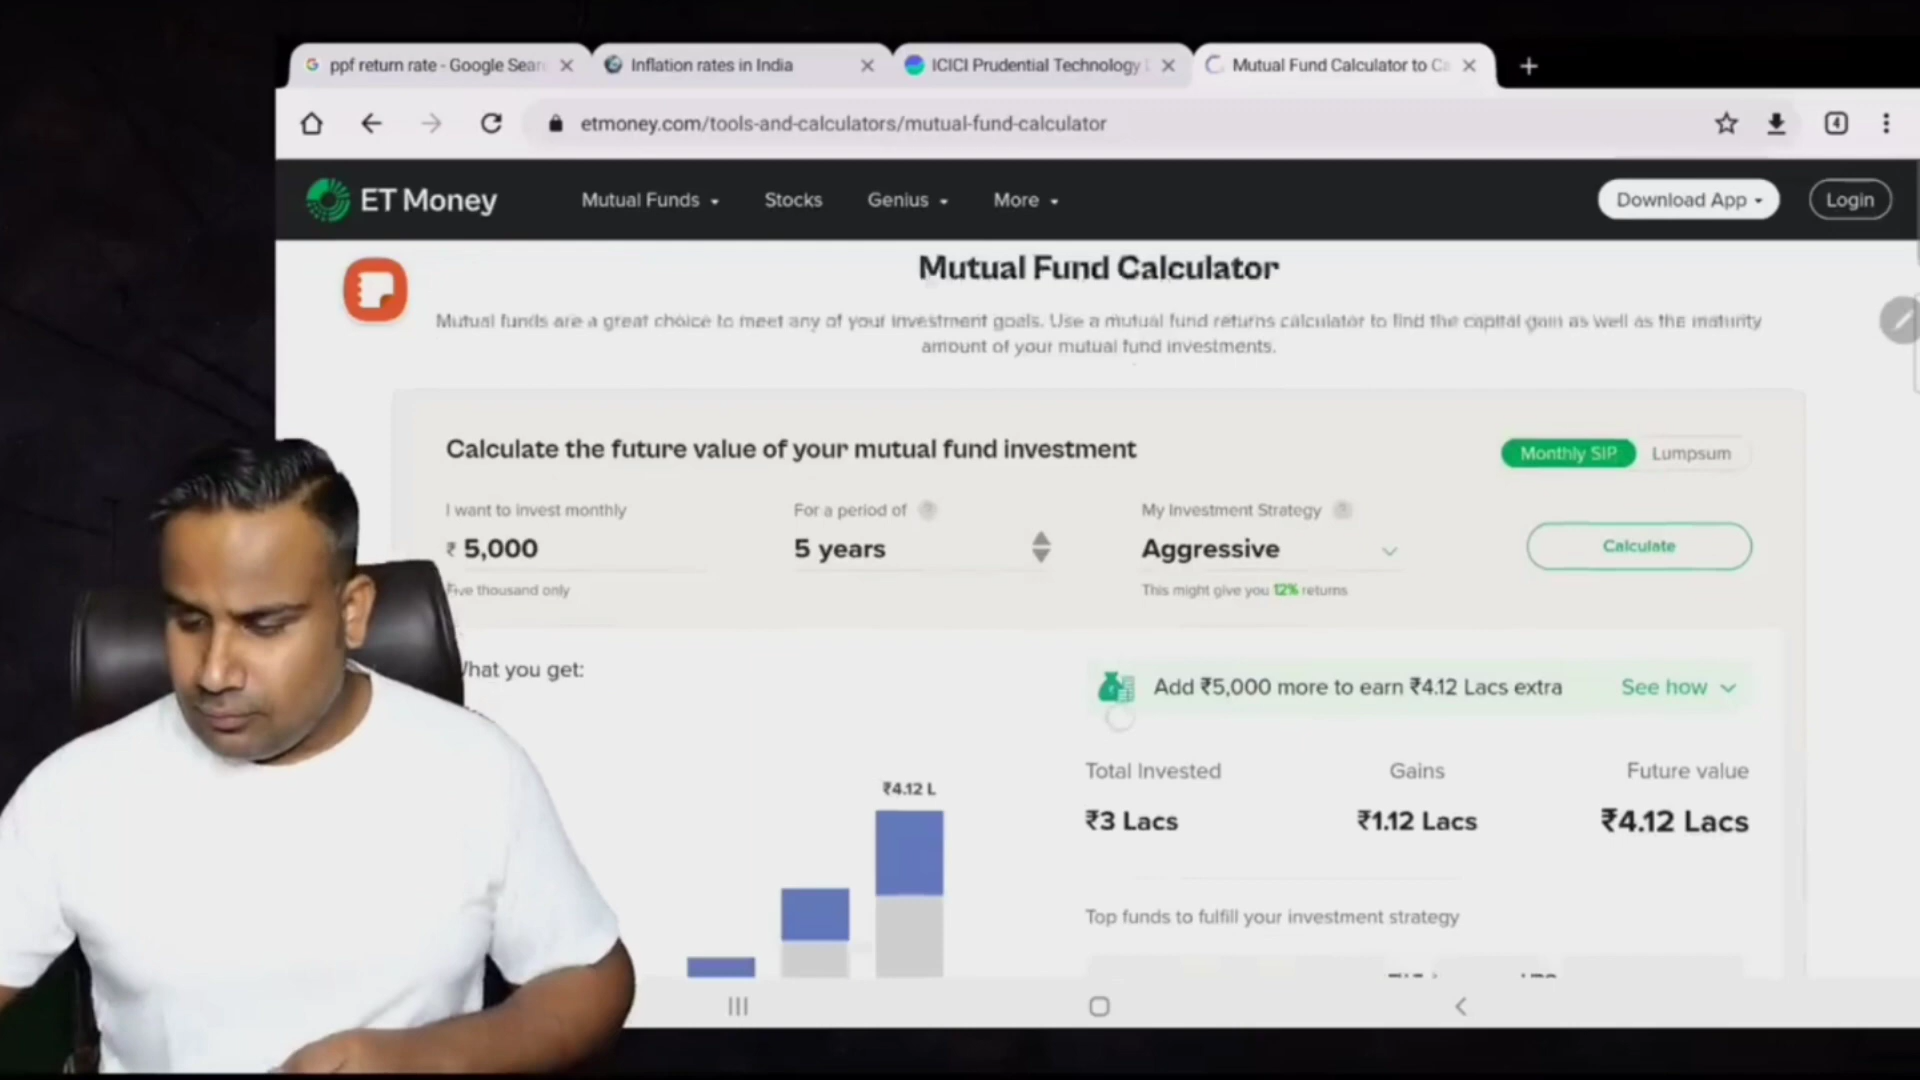 ppf return rate - Google Sear
Inflation rates in India
ICICI Prudential Technology
Mutual Fund Calculator to Ca
etmoney.com/tools-and-calculators/mutual-fund-calculator
4
ET Money
Mutual Funds
Stocks
Genius
More
Download App
Login
Mutual Fund Calculator
Mutual funds are a great choice to meet any of your investment goals. Use a mutual fund returns calculator to find the capital gain as well as the maturity
amount of your mutual fund investments.
Calculate the future value of your mutual fund investment
Monthly SIP
Lumpsum
I want to invest monthly
For a period of
My Investment Strategy
₹ 5,000
5 years
Aggressive
Calculate
Five thousand only
This might give you 12% returns
What you get:
Add ₹5,000 more to earn ₹4.12 Lacs extra
See how
Total Invested
Gains
Future value
₹4.12 L
₹3 Lacs
₹1.12 Lacs
₹4.12 Lacs
Top funds to fulfill your investment strategy